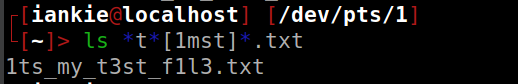 ┌[iankie@localhost] [/dev/pts/1]
└[~]> ls *t*[1mst]*.txt
1ts_my_t3st_f1l3.txt